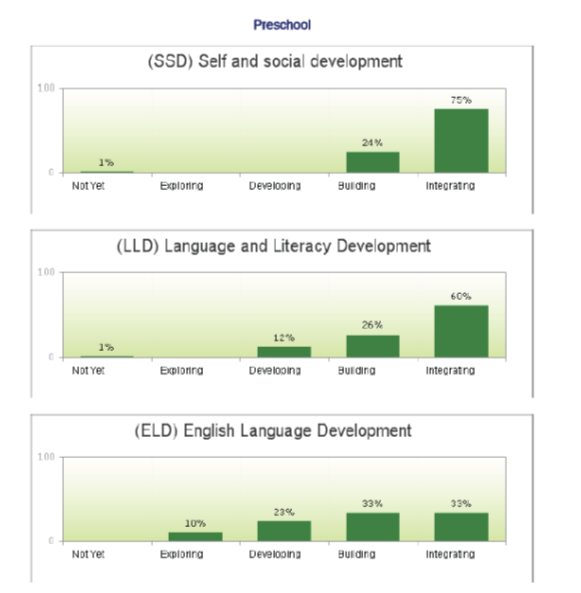 Preschool
(SSD) Self and social development
100
75%
24%
1%
0
Not Yet Exploring Developing Building Integrating
(LLD) Language and Literacy Development
100
60%
26%
12%
1%
0
Not Yet Exploring Developing Building Integrating
(ELD) English Language Development
100
33% 33%
23%
10%
0
Not Yet Exploring Developing Building Integrating